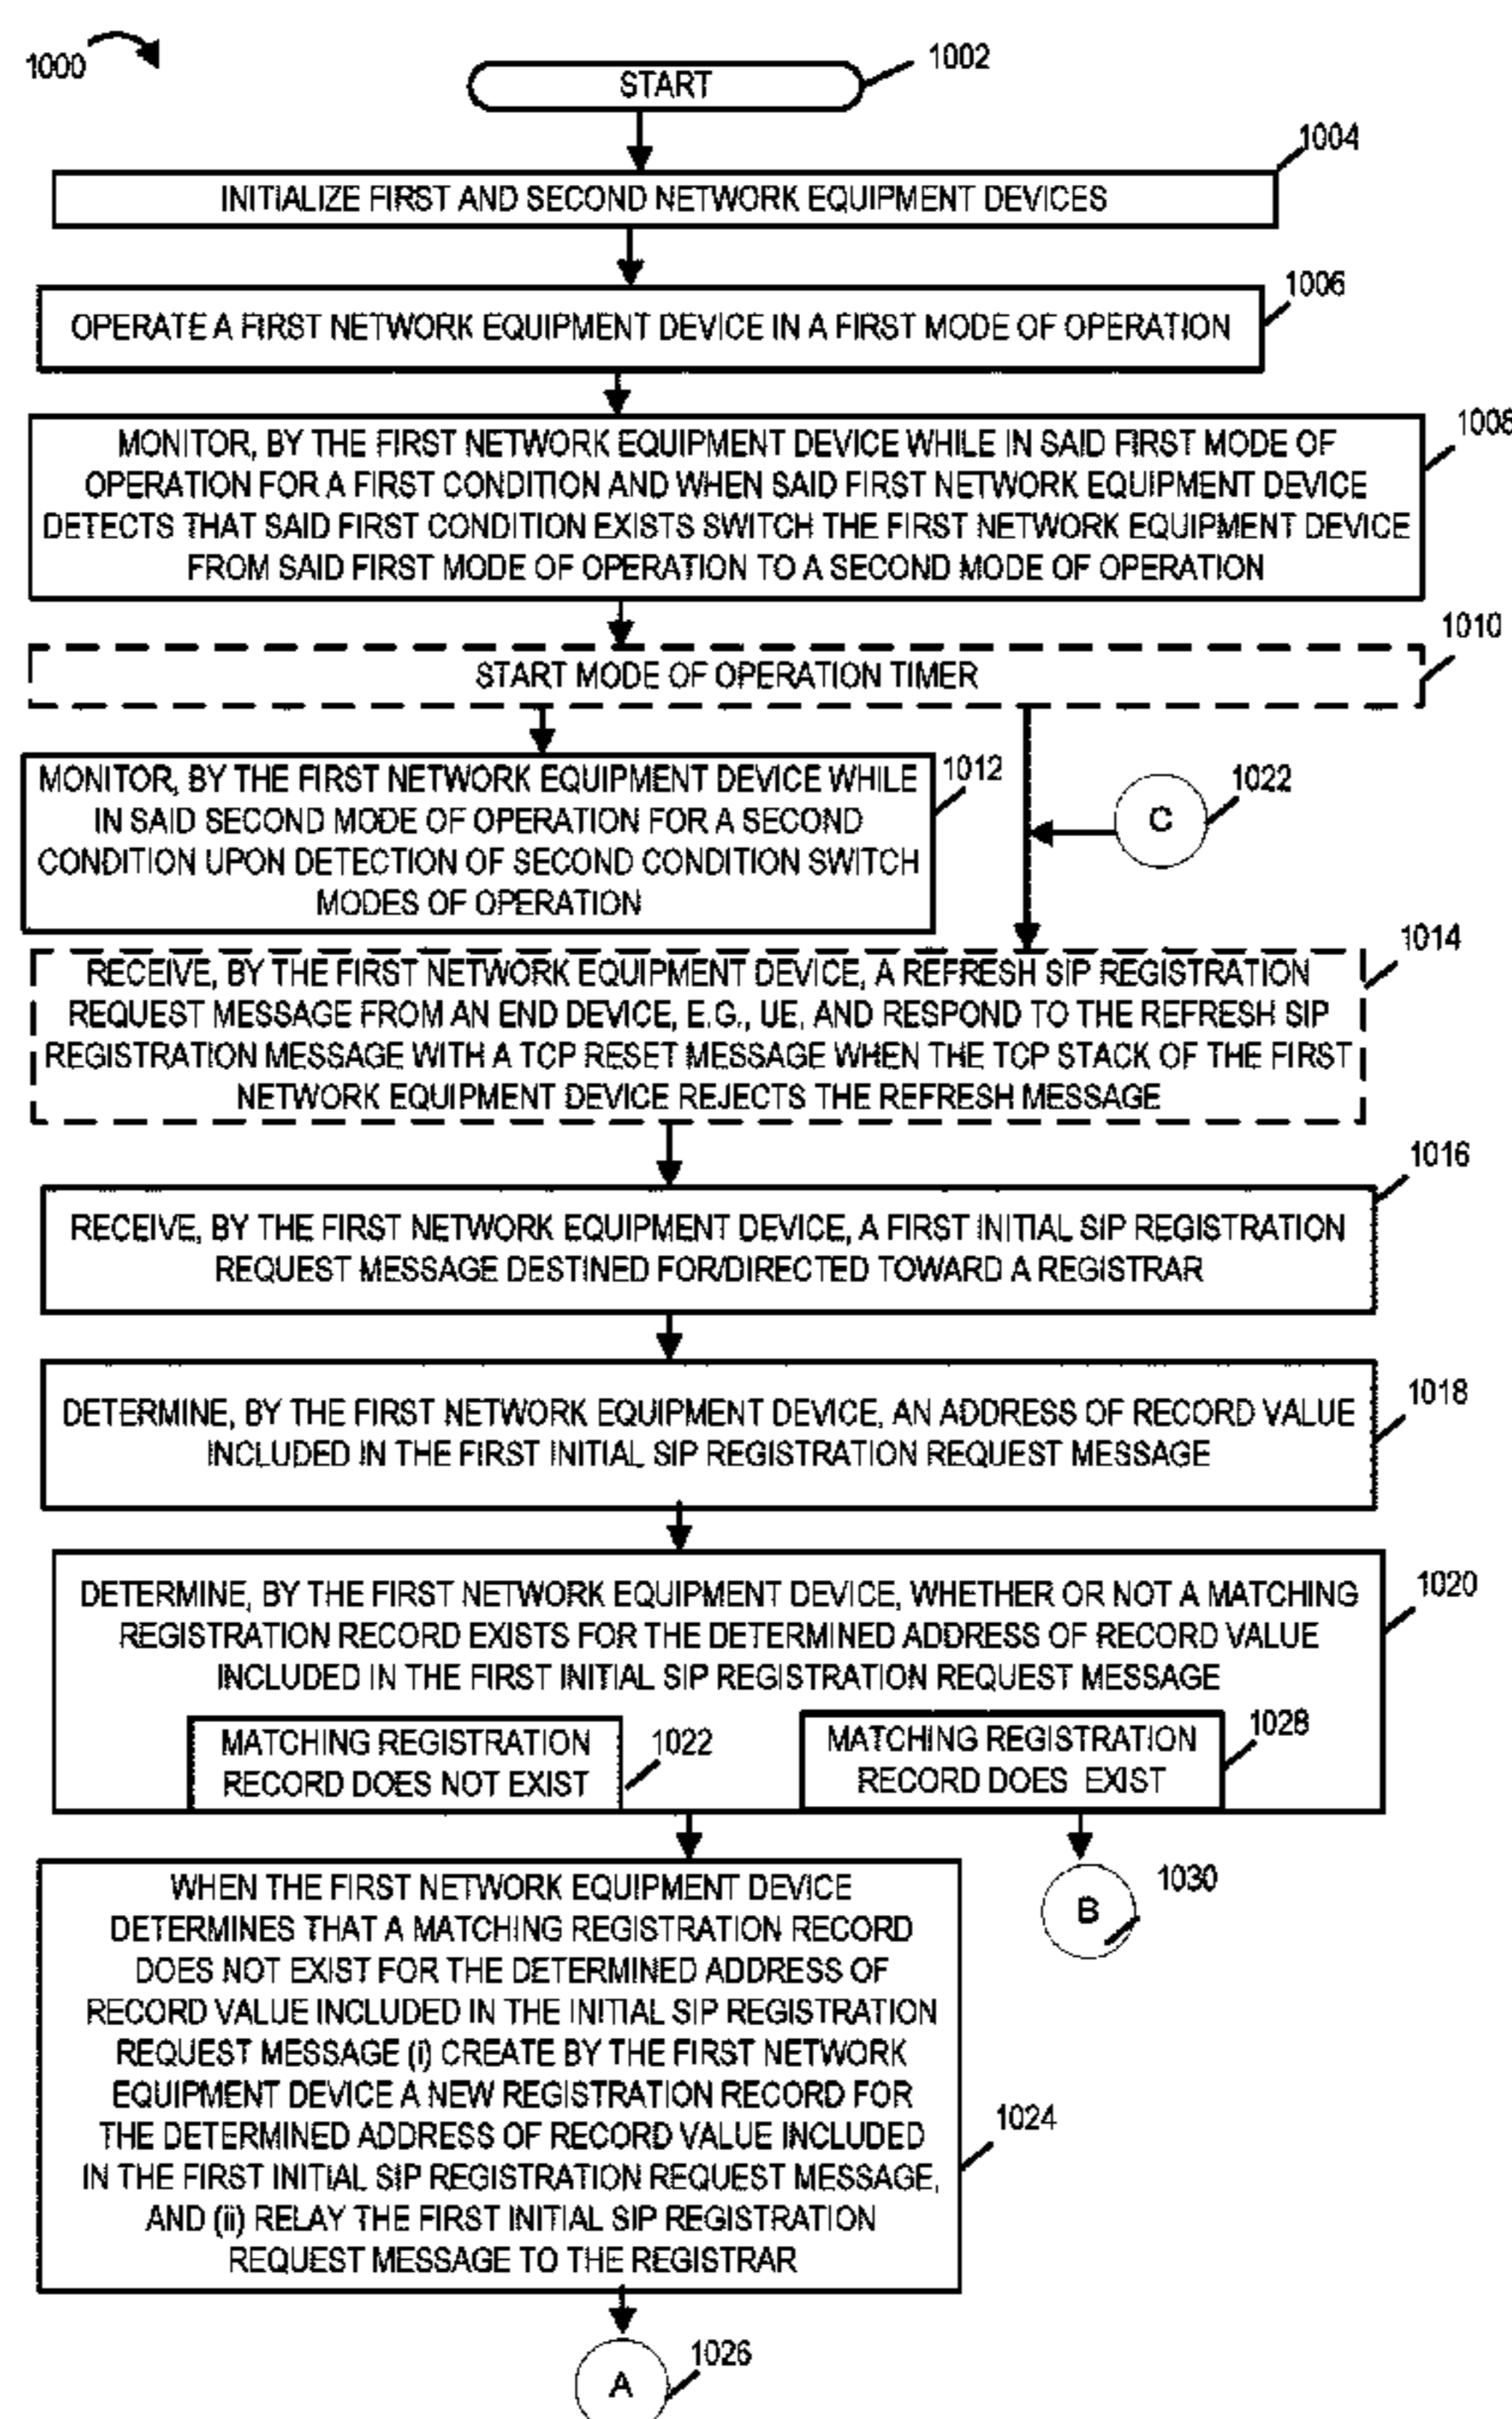 1000
START
1002
1004
INITIALIZE FIRST AND SECOND NETWORK EQUIPMENT DEVICES
1006
OPERATE A FIRST NETWORK EQUIPMENT DEVICE IN A FIRST MODE OF OPERATION
1008
MONITOR, BY THE FIRST NETWORK EQUIPMENT DEVICE WHILE IN SAID FIRST MODE OF
OPERATION FOR A FIRST CONDITION AND WHEN SAID FIRST NETWORK EQUIPMENT DEVICE
DETECTS THAT SAID FIRST CONDITION EXISTS SWITCH THE FIRST NETWORK EQUIPMENT DEVICE
FROM SAID FIRST MODE OF OPERATION TO A SECOND MODE OF OPERATION
1010
START MODE OF OPERATION TIMER
MONITOR, BY THE FIRST NETWORK EQUIPMENT DEVICE WHILE
IN SAID SECOND MODE OF OPERATION FOR A SECOND
CONDITION UPON DETECTION OF SECOND CONDITION SWITCH
MODES OF OPERATION
1012
C
1022
1014
RECEIVE, BY THE FIRST NETWORK EQUIPMENT DEVICE, A REFRESH SIP REGISTRATION
REQUEST MESSAGE FROM AN END DEVICE, E.G., UE, AND RESPOND TO THE REFRESH SIP
REGISTRATION MESSAGE WITH A TCP RESET MESSAGE WHEN THE TCP STACK OF THE FIRST
NETWORK EQUIPMENT DEVICE REJECTS THE REFRESH MESSAGE
1016
RECEIVE, BY THE FIRST NETWORK EQUIPMENT DEVICE, A FIRST INITIAL SIP REGISTRATION
REQUEST MESSAGE DESTINED FOR/DIRECTED TOWARD A REGISTRAR
1018
DETERMINE, BY THE FIRST NETWORK EQUIPMENT DEVICE, AN ADDRESS OF RECORD VALUE
INCLUDED IN THE FIRST INITIAL SIP REGISTRATION REQUEST MESSAGE
1020
DETERMINE, BY THE FIRST NETWORK EQUIPMENT DEVICE, WHETHER OR NOT A MATCHING
REGISTRATION RECORD EXISTS FOR THE DETERMINED ADDRESS OF RECORD VALUE
INCLUDED IN THE FIRST INITIAL SIP REGISTRATION REQUEST MESSAGE
MATCHING REGISTRATION
RECORD DOES NOT EXIST
1022
MATCHING REGISTRATION
RECORD DOES EXIST
1028
B
1030
WHEN THE FIRST NETWORK EQUIPMENT DEVICE
DETERMINES THAT A MATCHING REGISTRATION RECORD
DOES NOT EXIST FOR THE DETERMINED ADDRESS OF
RECORD VALUE INCLUDED IN THE INITIAL SIP REGISTRATION
REQUEST MESSAGE (i) CREATE BY THE FIRST NETWORK
EQUIPMENT DEVICE A NEW REGISTRATION RECORD FOR
THE DETERMINED ADDRESS OF RECORD VALUE INCLUDED
IN THE FIRST INITIAL SIP REGISTRATION REQUEST MESSAGE,
AND (ii) RELAY THE FIRST INITIAL SIP REGISTRATION
REQUEST MESSAGE TO THE REGISTRAR
1024
A
1026